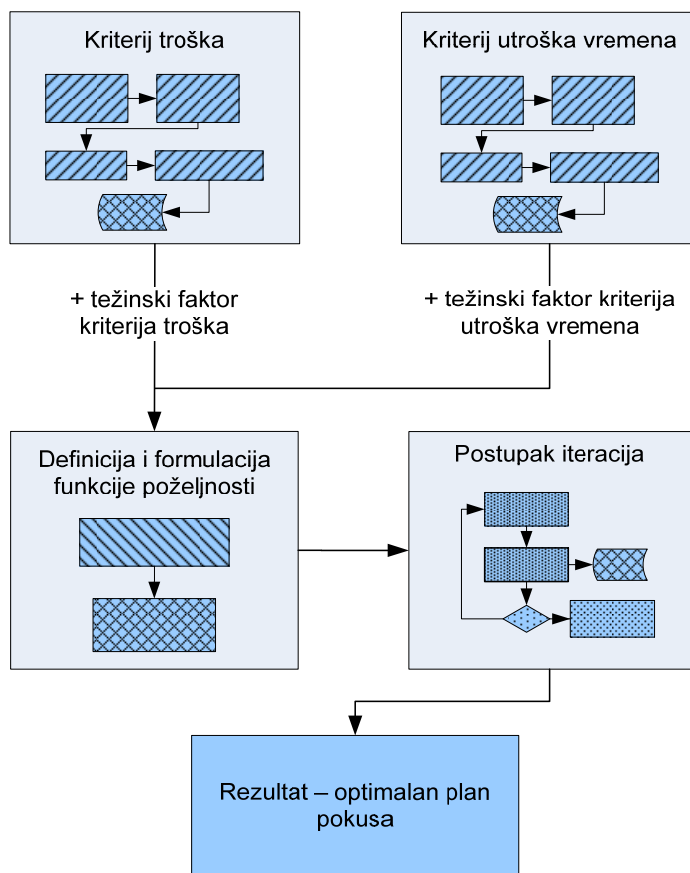 Kriterij troška
Kriterij utroška vremena
+ težinski faktor
kriterija troška
+ težinski faktor kriterija
utroška vremena
Definicija i formulacija
funkcije poželjnosti
Postupak iteracija
Rezultat – optimalan plan
pokusa